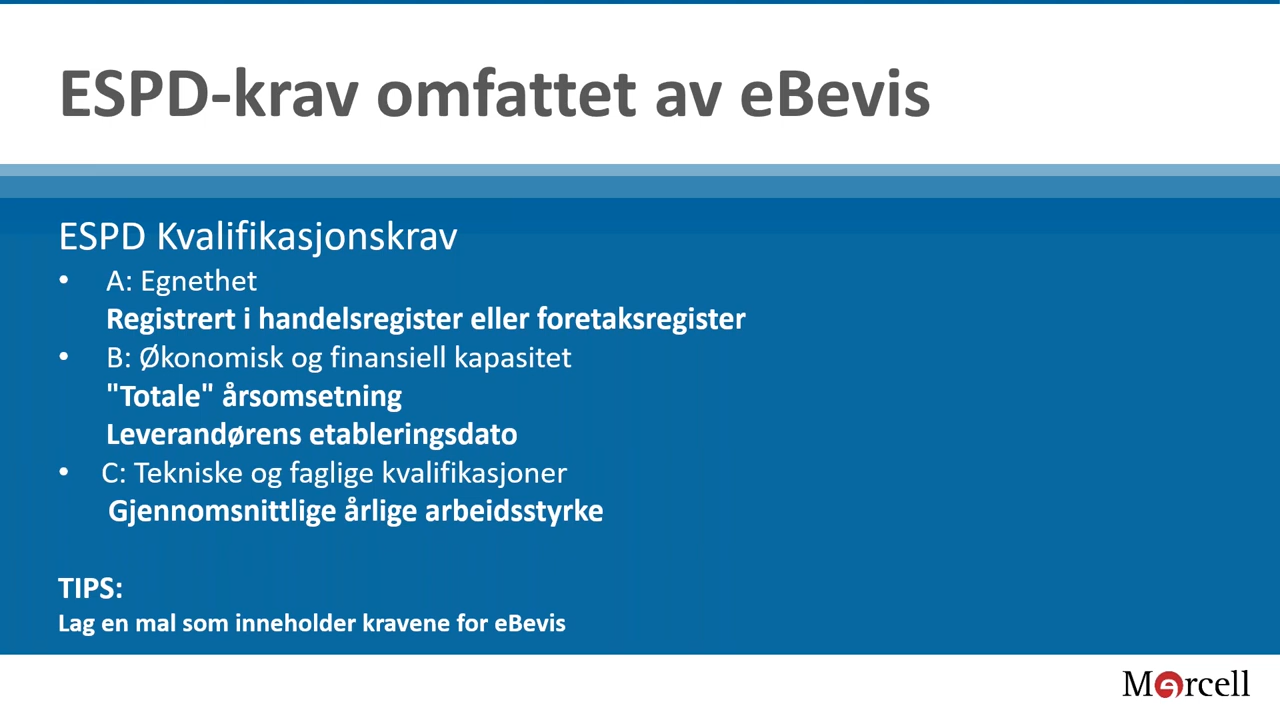 ESPD-krav omfattet av eBevis
ESPD Kvalifikasjonskrav
• A: Egnethet
Registrert i handelsregister eller foretaksregister
• B: Økonomisk og finansiell kapasitet
"Totale" årsomsetning
Leverandørens etableringsdato
• C: Tekniske og faglige kvalifikasjoner
Gjennomsnittlige årlige arbeidsstyrke
TIPS:
Lag en mal som inneholder kravene for eBevis
Mercell